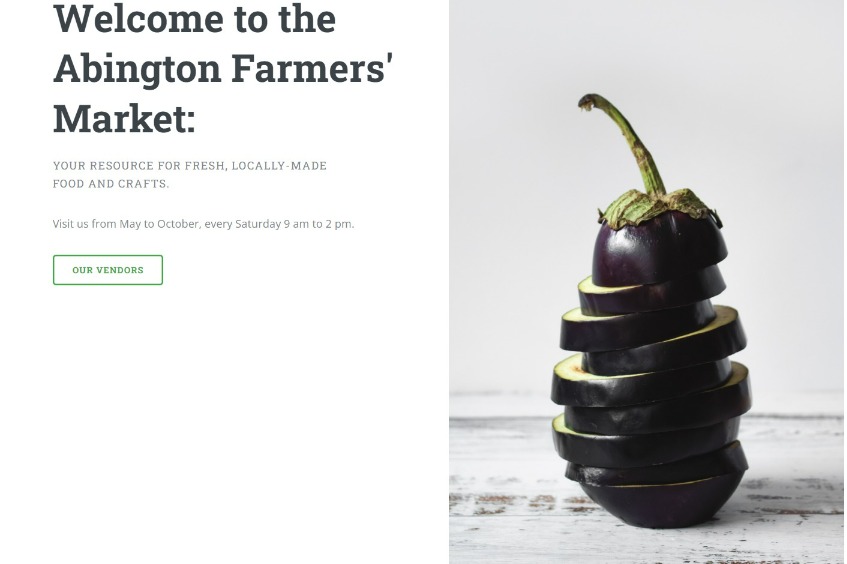 Welcome to the
Abington Farmers'
Market:
YOUR RESOURCE FOR FRESH, LOCALLY-MADE
FOOD AND CRAFTS.
Visit us from May to October, every Saturday 9 am to 2 pm.
OUR VENDORS